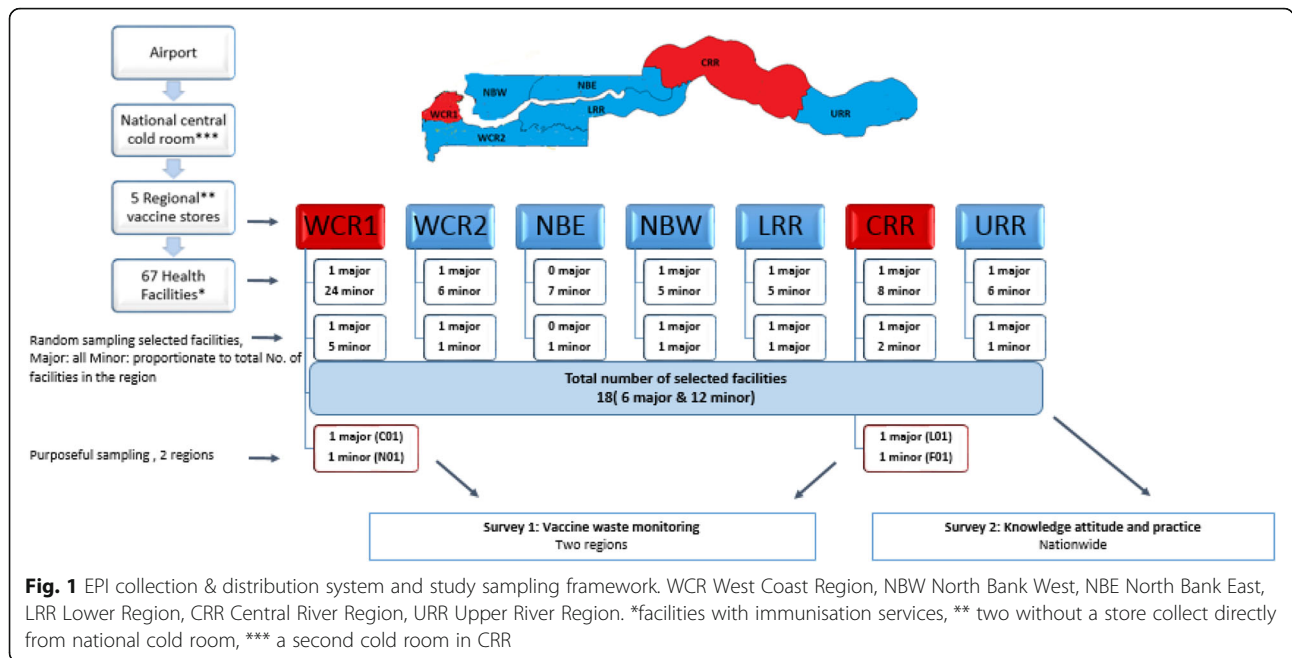 Airport
National central
cold room***
5 Regional**
vaccine stores
67 Health
Facilities*
NBW
NBE
CRR
WCR1
LRR
URR
WCR2
WCR1
WCR2
NBE
NBW
LRR
CRR
URR
1 major
24 minor
1 major
6 minor
0 major
7 minor
1 major
5 minor
1 major
5 minor
1 major
8 minor
1 major
6 minor
Random sampling selected facilities,
Major: all Minor: proportionate to total No. of
facilities in the region
1 major
5 minor
1 major
1 minor
0 major
1 minor
1 minor
1 major
1 minor
1 major
1 major
2 minor
1 major
1 minor
Total number of selected facilities
18( 6 major & 12 minor)
Purposeful sampling , 2 regions
1 major (C01)
1 minor (N01)
1 major (L01)
1 minor (F01)
Survey 1: Vaccine waste monitoring
Two regions
Survey 2: Knowledge attitude and practice
Nationwide
Fig. 1 EPI collection & distribution system and study sampling framework. WCR West Coast Region, NBW North Bank West, NBE North Bank East,
LRR Lower Region, CRR Central River Region, URR Upper River Region. *facilities with immunisation services, ** two without a store collect directly
from national cold room, *** a second cold room in CRR